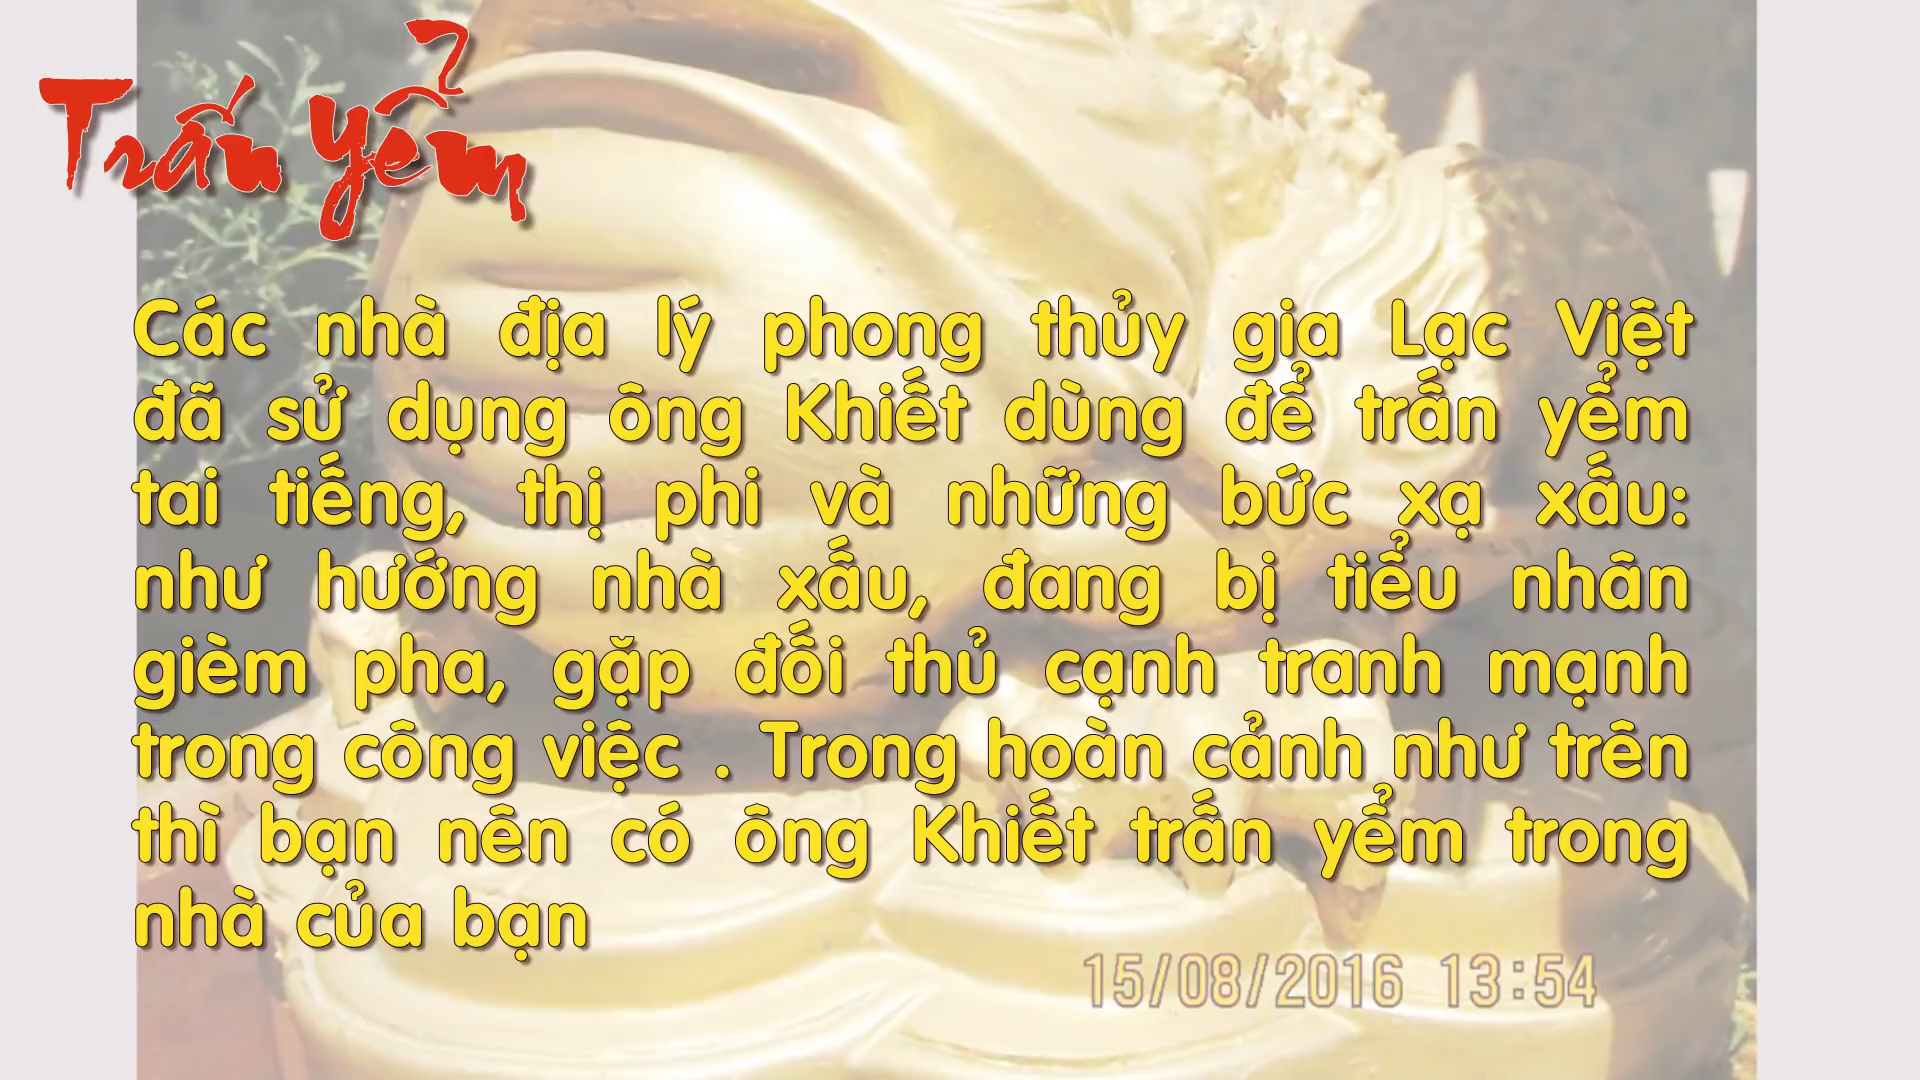 Trấn yểm
Các nhà địa lý phong thủy gia Lạc Việt
đã sử dụng ông Khiết dùng để trấn yểm
tai tiếng, thị phi và những bức xạ xấu:
như hướng nhà xấu, đang bị tiểu nhân
gièm pha, gặp đối thủ cạnh tranh mạnh
trong công việc . Trong hoàn cảnh như trên
thì bạn nên có ông Khiết trấn yểm trong
nhà của bạn
15/08/2016 13:54